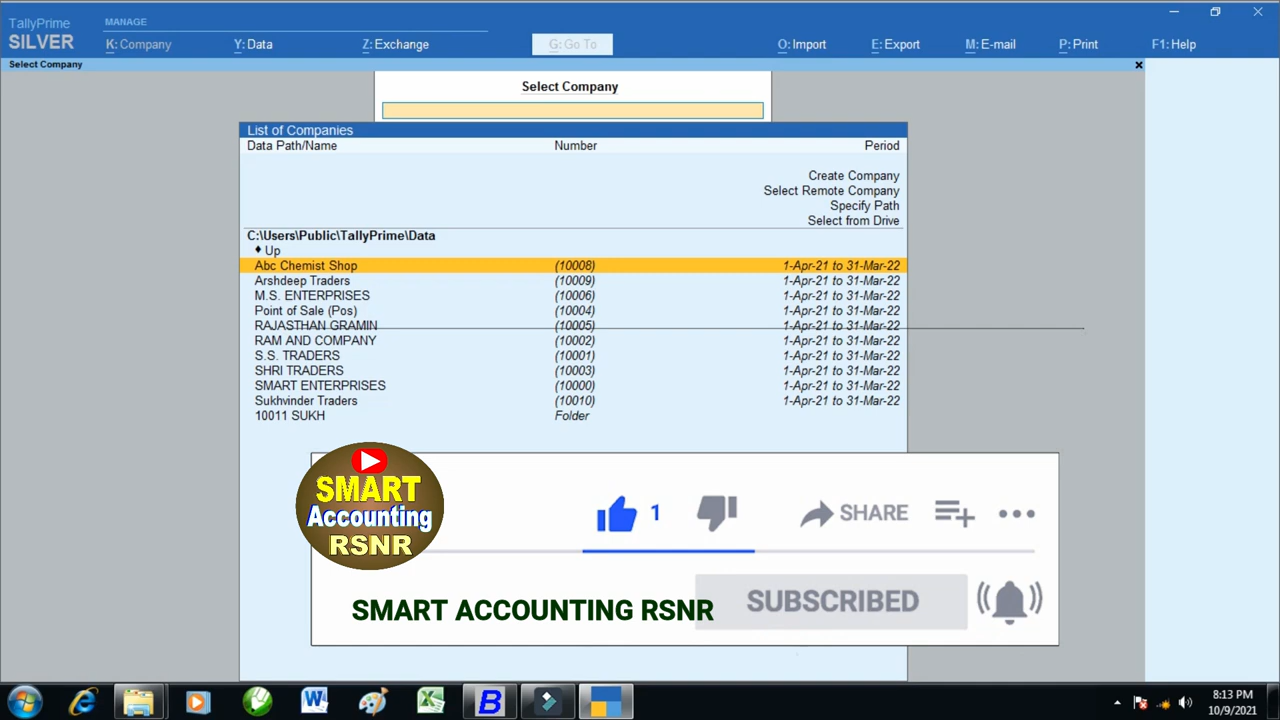 TallyPrime
MANAGE
SILVER
K: Company
Y: Data
Z: Exchange
G: Go To
O: Import
E: Export
M: E-mail
P: Print
F1: Help
Select Company
Select Company
List of Companies
Data Path/Name Number Period
Create Company
Select Remote Company
Specify Path
Select from Drive
C:\Users\Public\TallyPrime\Data
♦ Up
Abc Chemist Shop (10008) 1-Apr-21 to 31-Mar-22
Arshdeep Traders (10009) 1-Apr-21 to 31-Mar-22
M.S. ENTERPRISES (10006) 1-Apr-21 to 31-Mar-22
Point of Sale (Pos) (10004) 1-Apr-21 to 31-Mar-22
RAJASTHAN GRAMIN (10005) 1-Apr-21 to 31-Mar-22
RAM AND COMPANY (10002) 1-Apr-21 to 31-Mar-22
S.S. TRADERS (10001) 1-Apr-21 to 31-Mar-22
SHRI TRADERS (10003) 1-Apr-21 to 31-Mar-22
SMART ENTERPRISES (10000) 1-Apr-21 to 31-Mar-22
Sukhvinder Traders (10010) 1-Apr-21 to 31-Mar-22
10011 SUKH Folder
SMART
Accounting
RSNR
1
SHARE
SMART ACCOUNTING RSNR
SUBSCRIBED
8:13 PM
10/9/2021